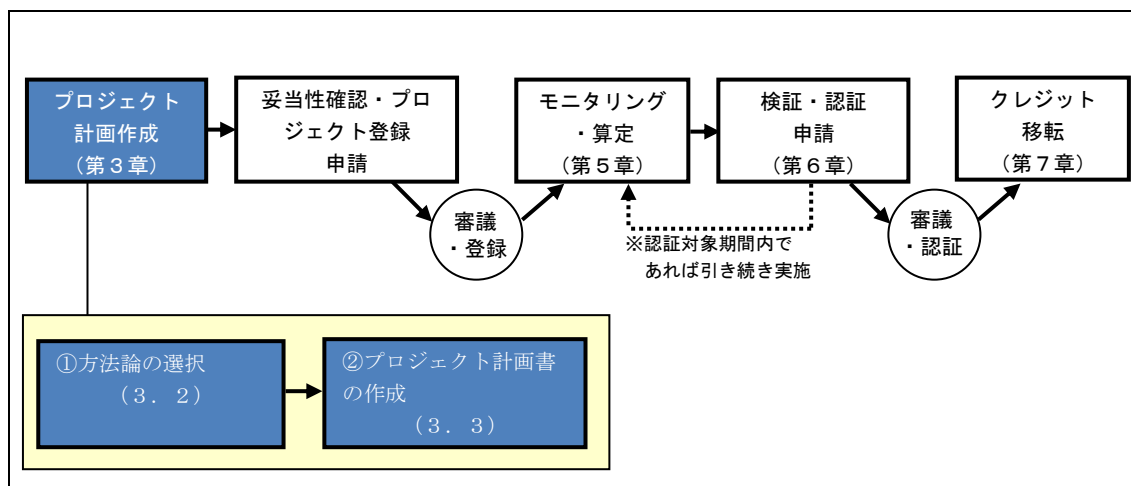 プロジェクト
計画作成
(第3章)
妥当性確認・プロ
ジェクト登録
申請
審議
・登録
モニタリング
・算定
(第5章)
検証・認証
申請
(第6章)
※認証対象期間内で
あれば引き続き実施
審議
・認証
クレジット
移転
(第7章)
①方法論の選択
(3.2)
②プロジェクト計画書
の作成
(3.3)